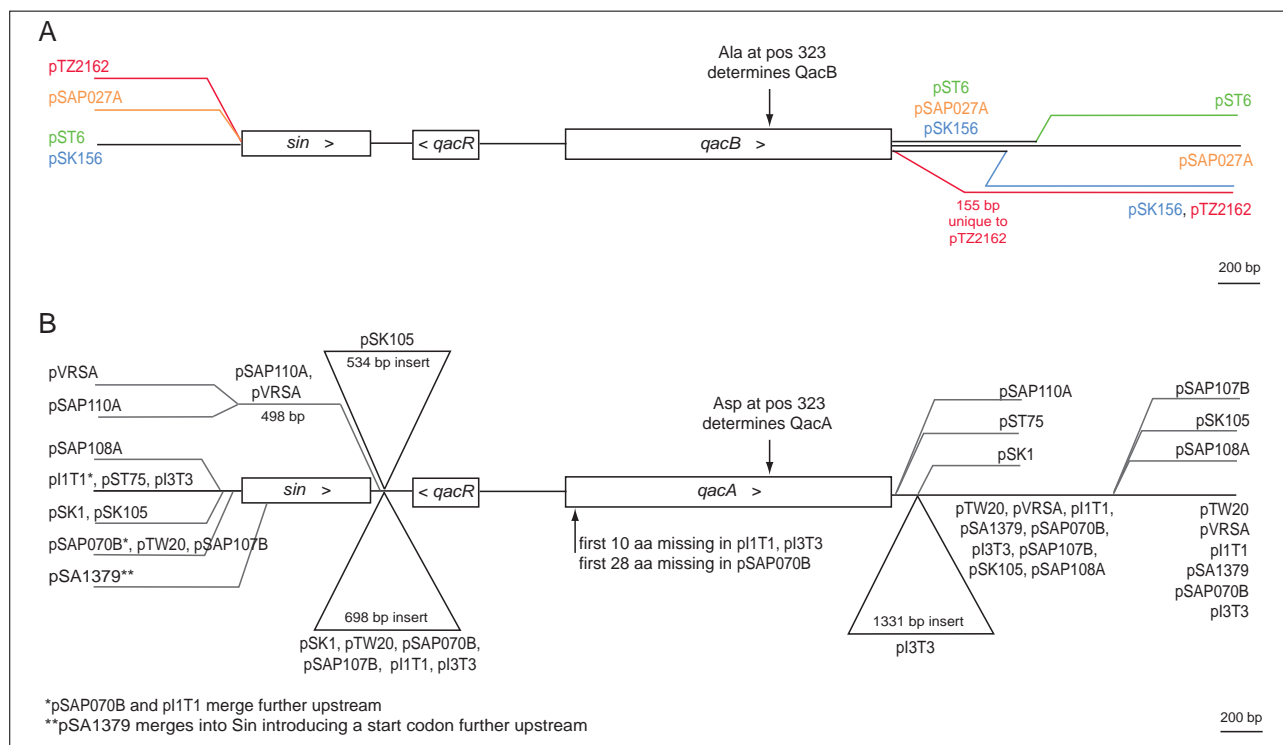 A
pTZ2162
pSAP027A
pST6
pSK156
sin >
< qacR
qacB >
Ala at pos 323
determines QacB
pST6
pSAP027A
pSK156
pST6
pSAP027A
155 bp
unique to
pTZ2162
pSK156, pTZ2162
200 bp
B
pSK105
534 bp insert
pVRSA
pSAP110A
pSAP110A,
pVRSA
498 bp
pSAP108A
pI1T1*, pST75, pI3T3
pSK1, pSK105
pSAP070B*, pTW20, pSAP107B
pSA1379**
sin >
< qacR
qacA >
Asp at pos 323
determines QacA
first 10 aa missing in pI1T1, pI3T3
first 28 aa missing in pSAP070B
698 bp insert
pSK1, pTW20, pSAP070B,
pSAP107B, pI1T1, pI3T3
pSAP110A
pST75
pSK1
1331 bp insert
pI3T3
pTW20, pVRSA, pI1T1,
pSA1379, pSAP070B,
pI3T3, pSAP107B,
pSK105, pSAP108A
pSAP107B
pSK105
pSAP108A
pTW20
pVRSA
pI1T1
pSA1379
pSAP070B
pI3T3
*pSAP070B and pI1T1 merge further upstream
**pSA1379 merges into Sin introducing a start codon further upstream
200 bp